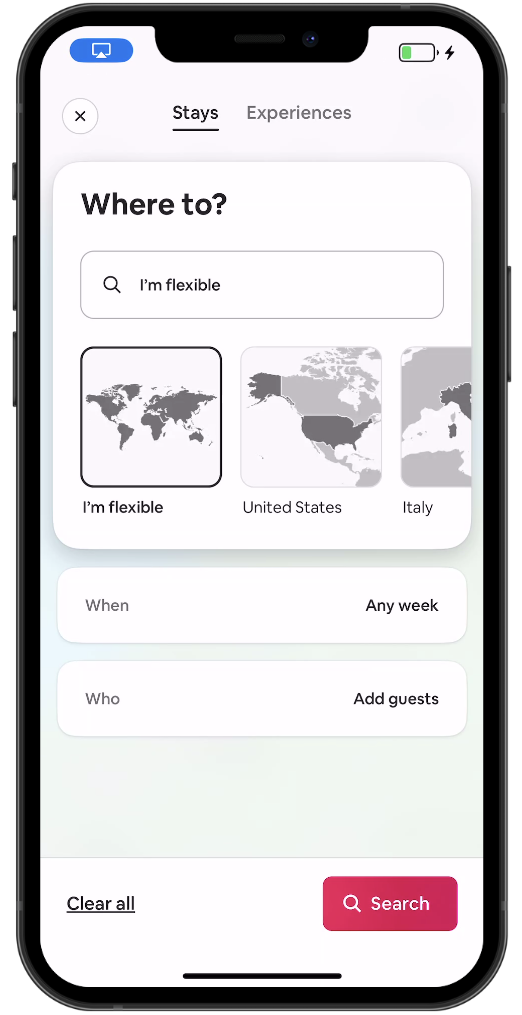 Stays Experiences
Where to?
I'm flexible
I'm flexible United States Italy
When Any week
Who Add guests
Clear all Search